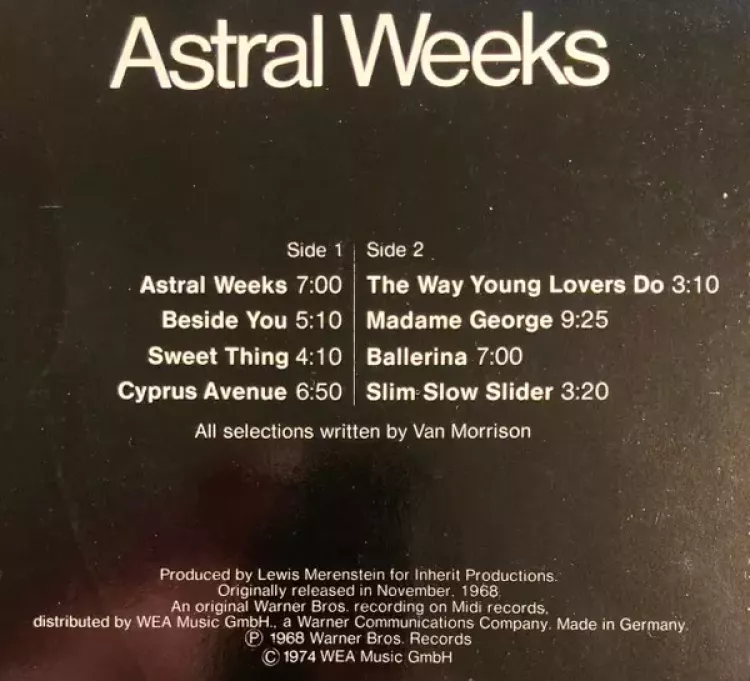 Astral Weeks
Side 1
Astral Weeks 7:00
Beside You 5:10
Sweet Thing 4:10
Cyprus Avenue 6:50
Side 2
The Way Young Lovers Do 3:10
Madame George 9:25
Ballerina 7:00
Slim Slow Slider 3:20
All selections written by Van Morrison
Produced by Lewis Merenstein for Inherit Productions.
Originally released in November, 1968.
An original Warner Bros. recording on Midi records,
distributed by WEA Music GmbH., a Warner Communications Company. Made in Germany.
Ⓟ 1968 Warner Bros. Records
© 1974 WEA Music GmbH